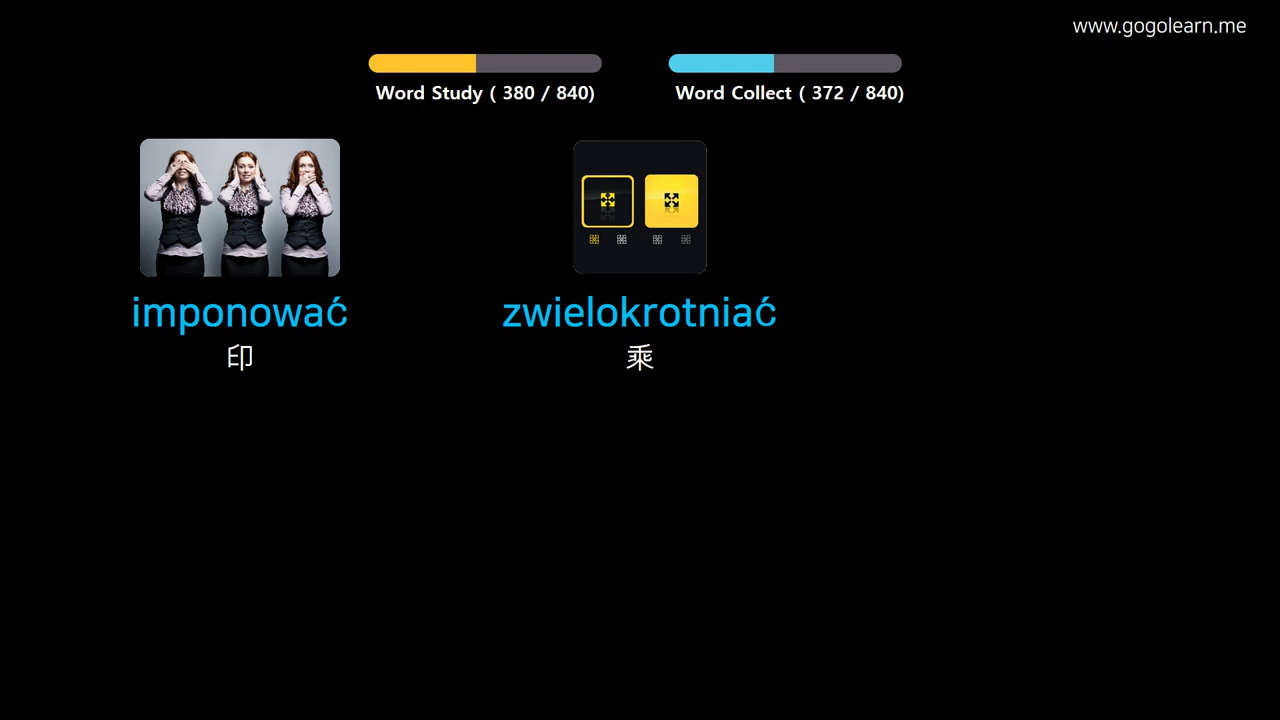 www.gogolearn.me
Word Study ( 380 / 840)
Word Collect ( 372 / 840)
imponować
zwielokrotniać
印
乘